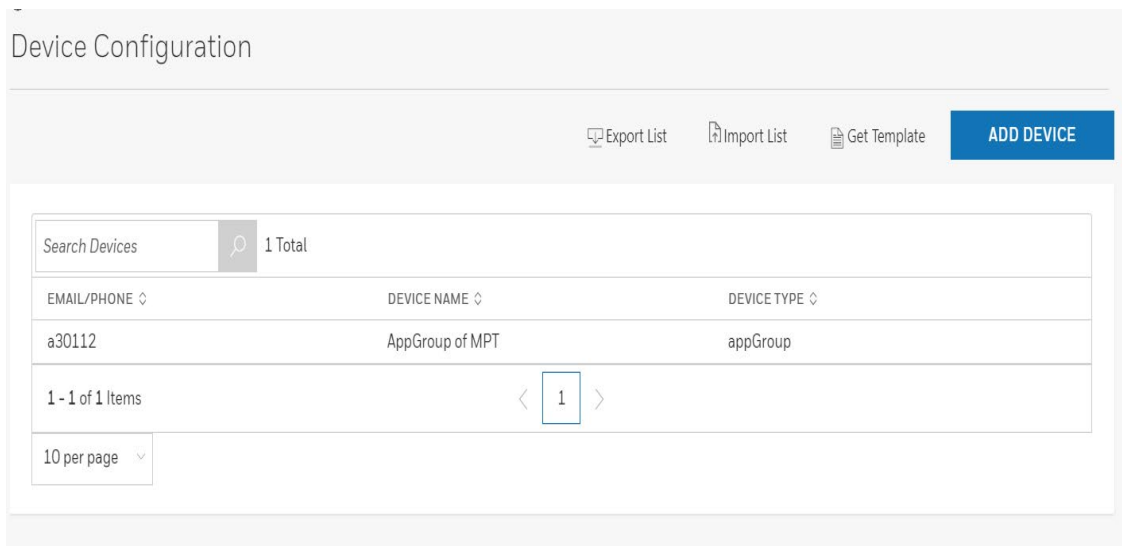 Device Configuration
Export List Import List Get Template ADD DEVICE
Search Devices 1 Total
EMAIL/PHONE DEVICE NAME DEVICE TYPE
a30112 AppGroup of MPT appGroup
1 - 1 of 1 Items 1
10 per page